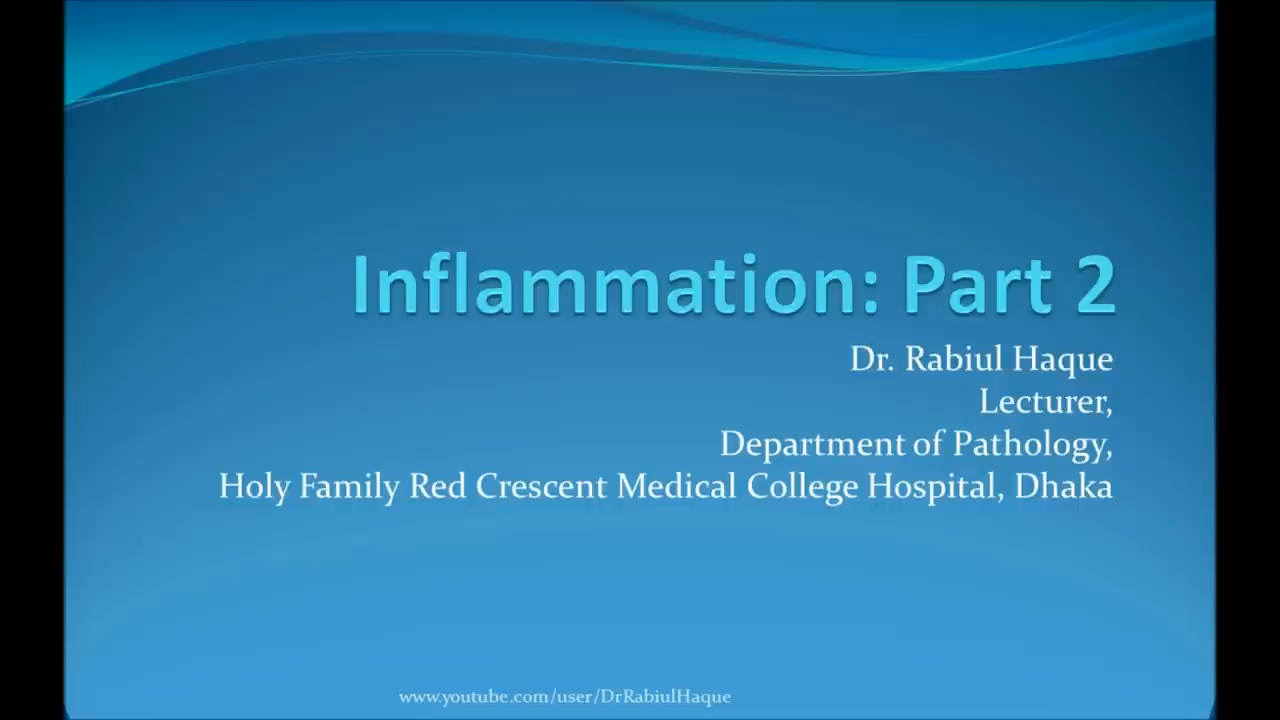 Inflammation: Part 2
Dr. Rabiul Haque
Lecturer,
Department of Pathology,
Holy Family Red Crescent Medical College Hospital, Dhaka
www.youtube.com/user/DrRabiulHaque